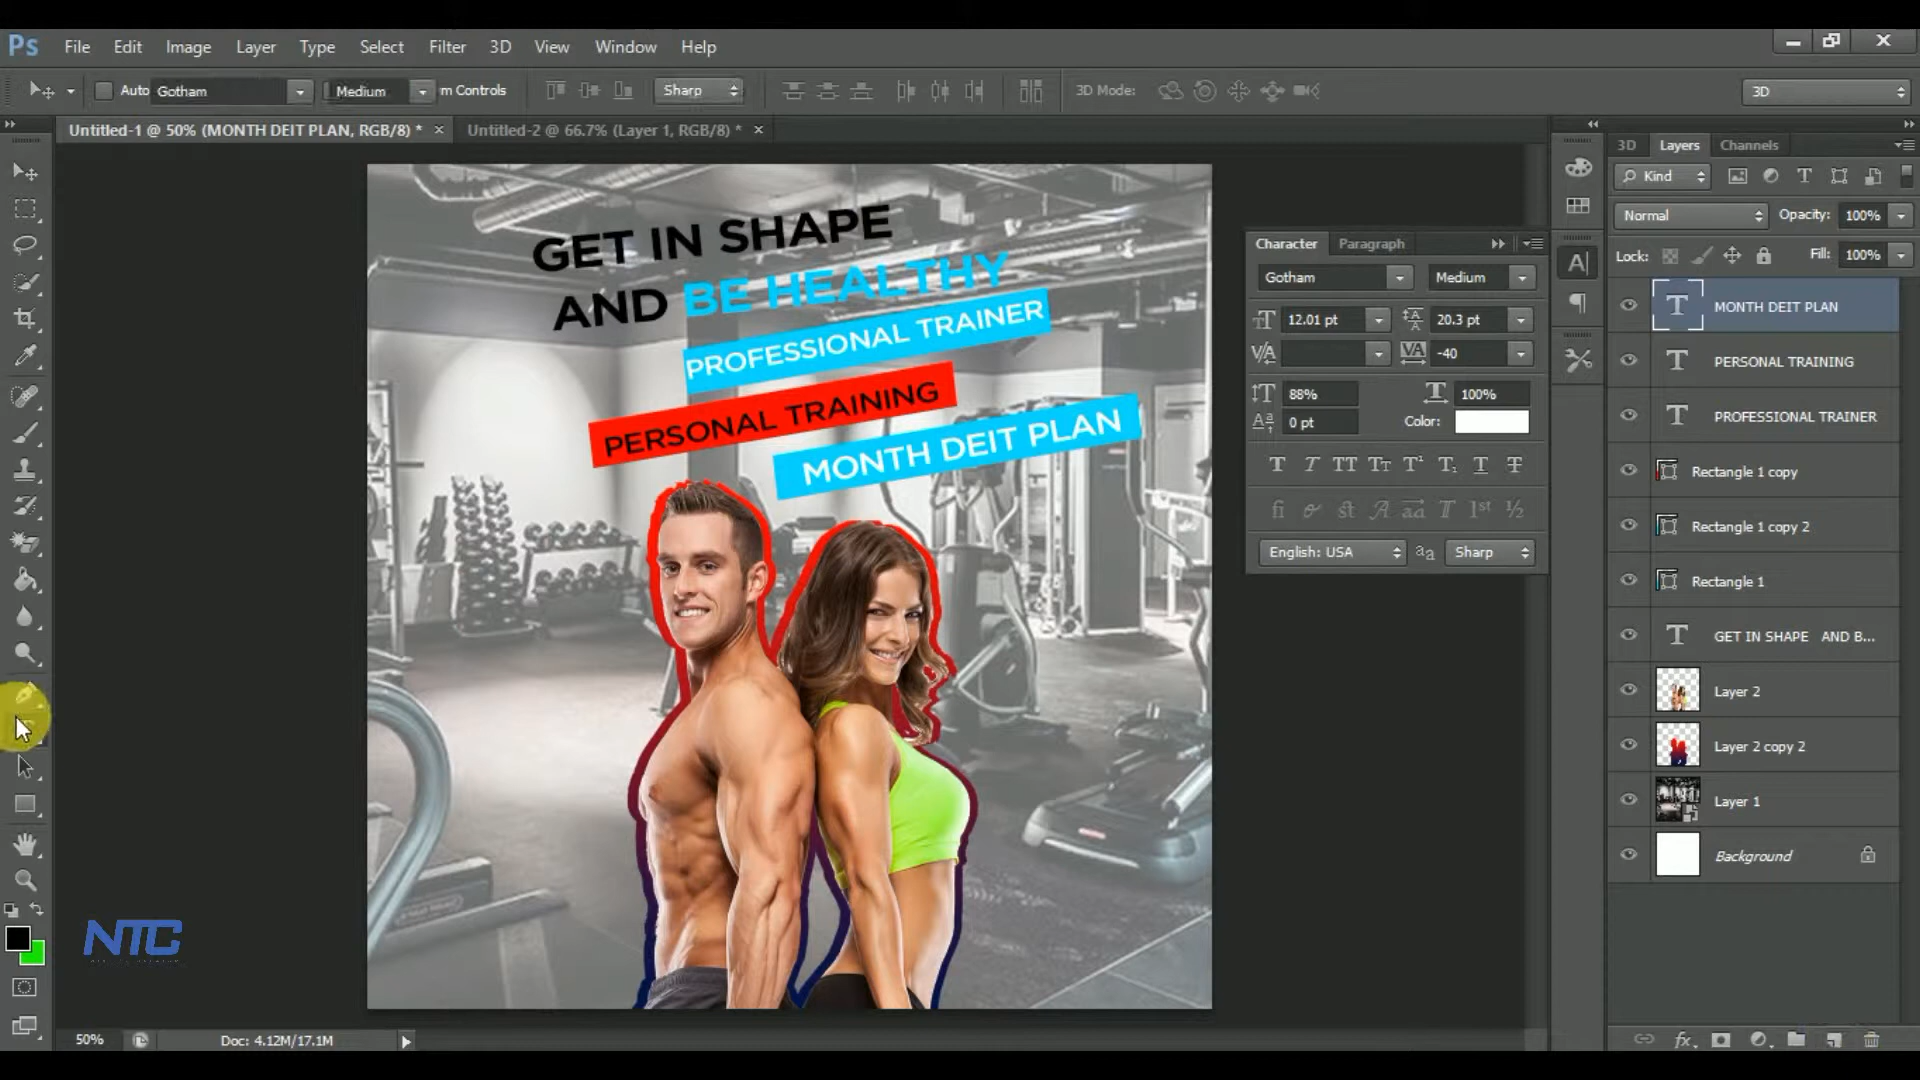 Ps File Edit Image Layer Type Select Filter 3D View Window Help
Auto Gotham Medium m Controls Sharp 3D Mode: 3D
Untitled-1 @ 50% (MONTH DEIT PLAN, RGB/8) * × Untitled-2 @ 66.7% (Layer 1, RGB/8) * ×
GET IN SHAPE
AND BE HEALTHY
PROFESSIONAL TRAINER
PERSONAL TRAINING
MONTH DEIT PLAN
Character Paragraph
Gotham Medium
12.01 pt 20.3 pt
-40
88% 100%
0 pt Color:
English: USA Sharp
3D Layers Channels
Kind
Normal Opacity: 100%
Lock: Fill: 100%
MONTH DEIT PLAN
PERSONAL TRAINING
PROFESSIONAL TRAINER
Rectangle 1 copy
Rectangle 1 copy 2
Rectangle 1
GET IN SHAPE AND B...
Layer 2
Layer 2 copy 2
Layer 1
Background
NTC
50% Doc: 4.12M/17.1M